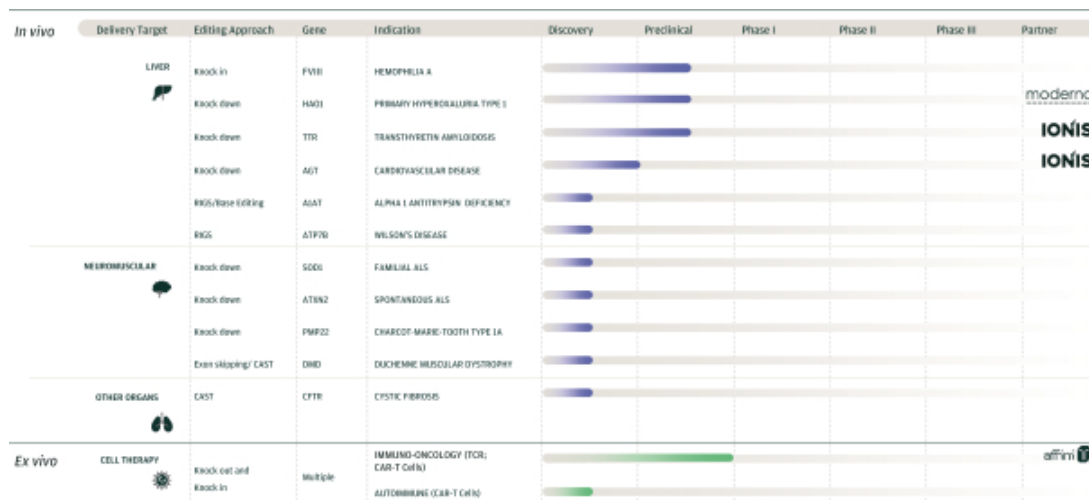 In vivo Delivery Target Editing Approach Gene Indication Discovery Preclinical Phase I Phase II Phase III Partner
LIVER
Knock in FVIII HEMOPHILIA A
Knock down HAO1 PRIMARY HYPEROXALURIA TYPE 1 moderna
Knock down TTR TRANSTHYRETIN AMYLOIDOSIS IONIS
Knock down AGT CARDIOVASCULAR DISEASE IONIS
RIGS/Base Editing A1AT ALPHA 1 ANTITRYPSIN DEFICIENCY
RIGS ATP7B WILSON'S DISEASE
NEUROMUSCULAR
Knock down SOD1 FAMILIAL ALS
Knock down ATXN2 SPONTANEOUS ALS
Knock down PMP22 CHARCOT-MARIE-TOOTH TYPE 1A
Exon skipping/ CAST DMD DUCHENNE MUSCULAR DYSTROPHY
OTHER ORGANS CAST CFTR CYSTIC FIBROSIS
Ex vivo CELL THERAPY
Knock out and
Knock in
Multiple
IMMUNO-ONCOLOGY (TCR;
CAR-T Cells)
affini T
AUTOIMMUNE (CAR-T Cells)